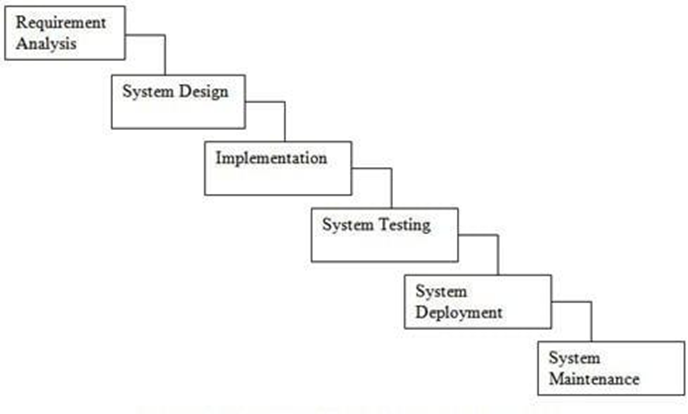 Requirement
Analysis
System Design
Implementation
System Testing
System
Deployment
System
Maintenance